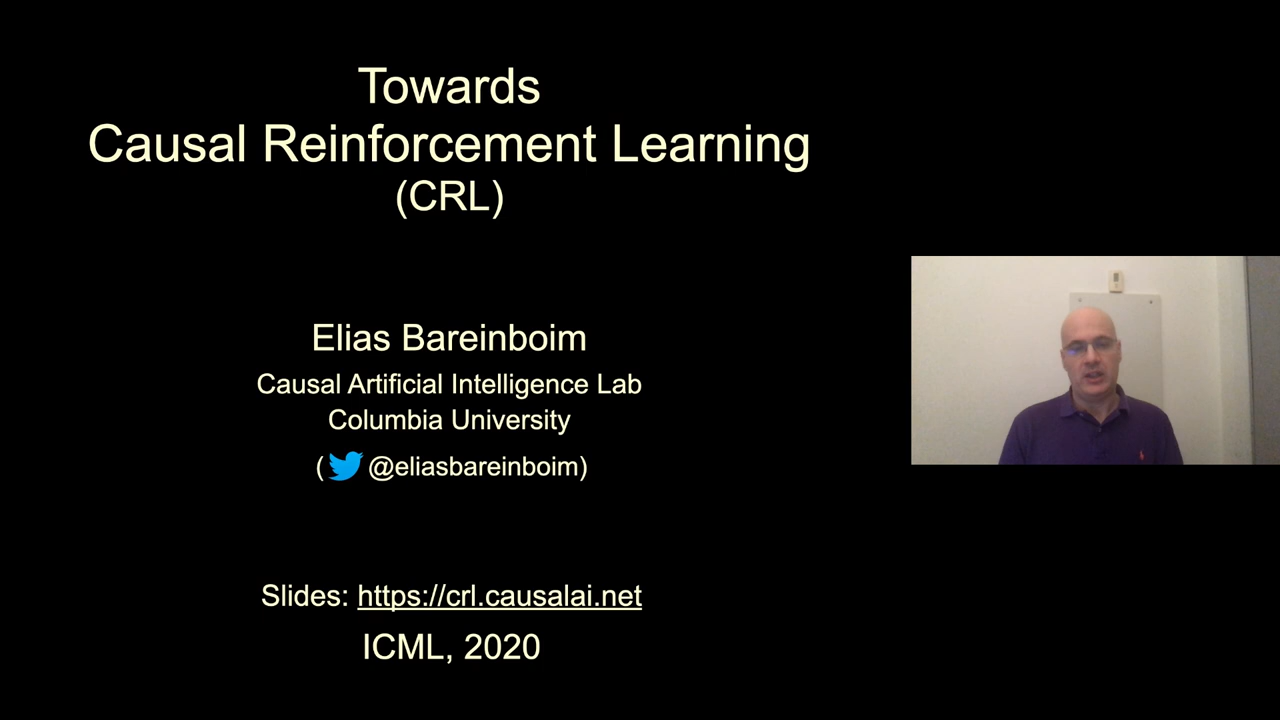 Towards
Causal Reinforcement Learning
(CRL)
Elias Bareinboim
Causal Artificial Intelligence Lab
Columbia University
(@eliasbareinboim)
Slides: https://crl.causalai.net
ICML, 2020